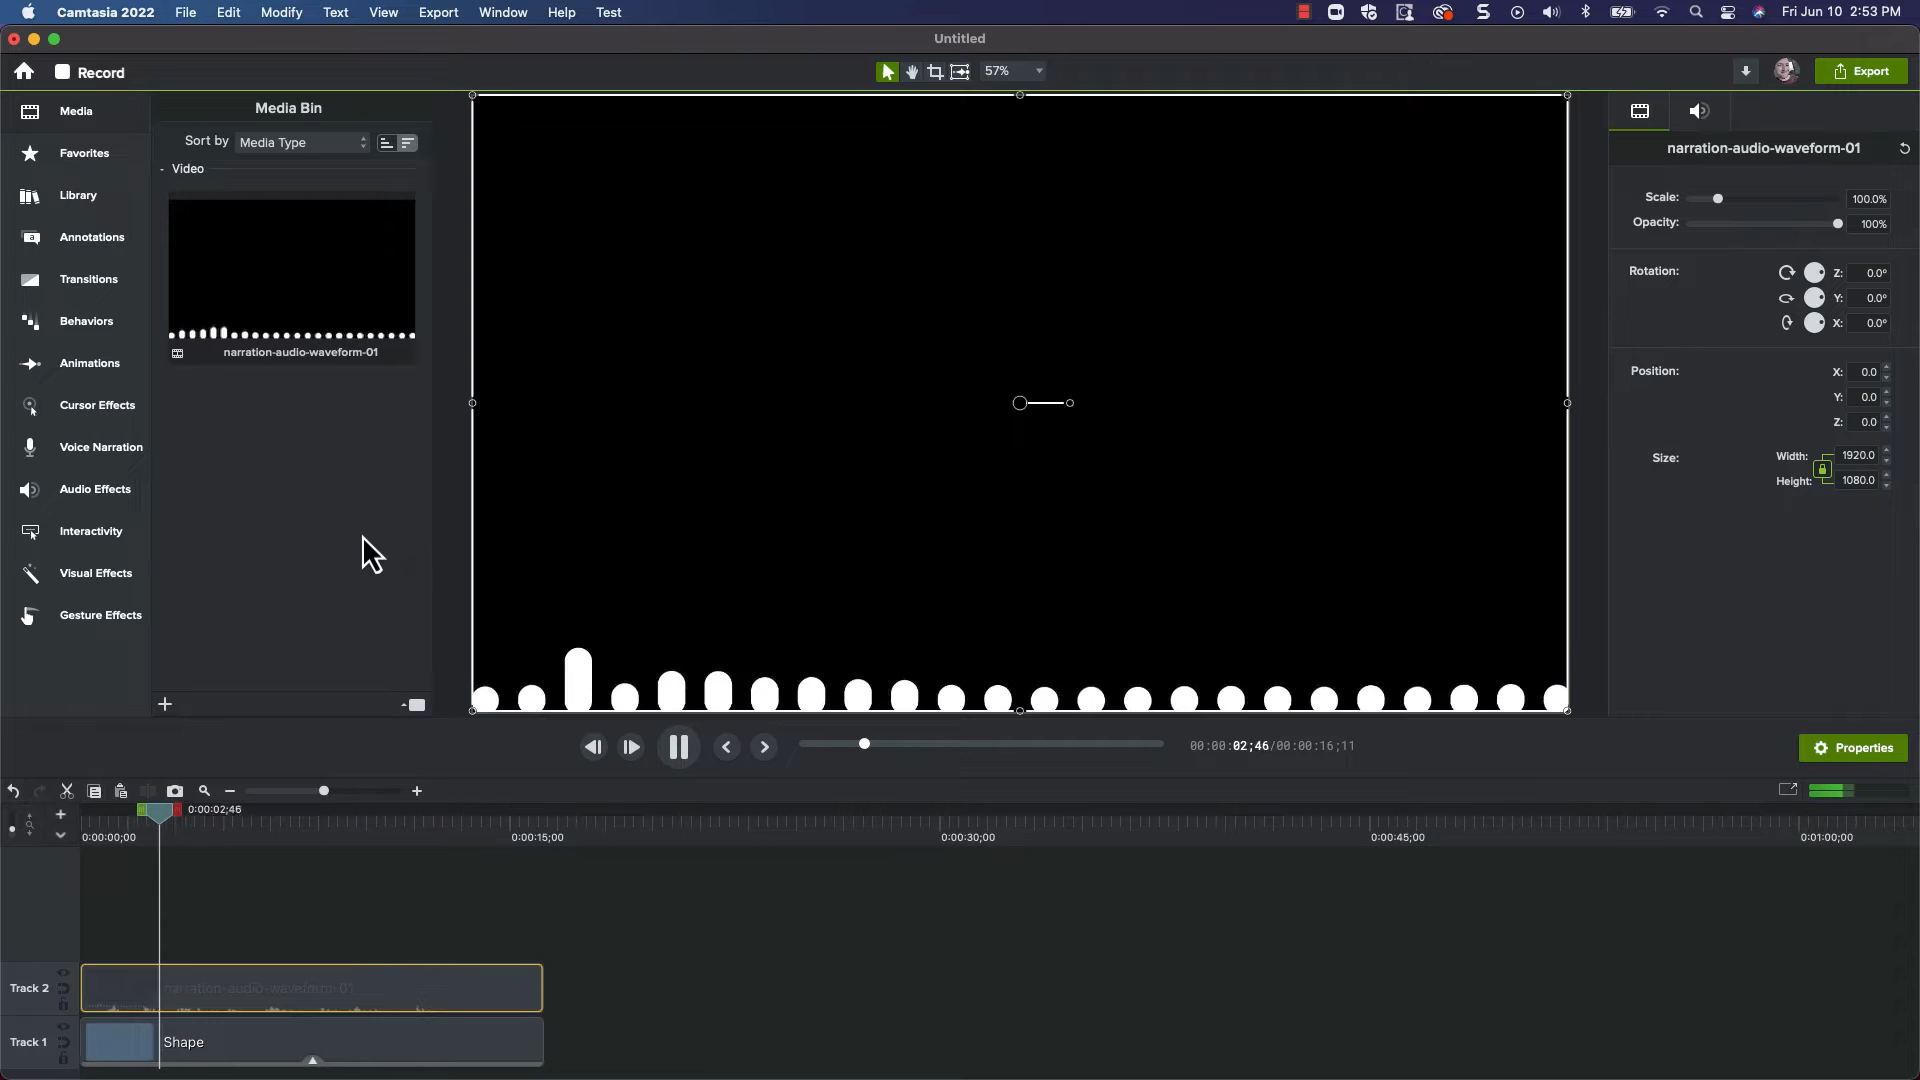 Camtasia 2022 File Edit Modify Text View Export Window Help Test Fri Jun 10 2:53 PM
Untitled
Record 57% Export
Media
Favorites
Library
Annotations
Transitions
Behaviors
Animations
Cursor Effects
Voice Narration
Audio Effects
Interactivity
Visual Effects
Gesture Effects
Media Bin
Sort by Media Type
Video
narration-audio-waveform-01
narration-audio-waveform-01
Scale: 100.0%
Opacity: 100%
Rotation: Z: 0.0°
Y: 0.0°
X: 0.0°
Position: X: 0.0
Y: 0.0
Z: 0.0
Size: Width: 1920.0
Height: 1080.0
00:00:02;46/00:00:16;11
Properties
0:00:02;46
0:00:00;00 0:00:15;00 0:00:30;00 0:00:45;00 0:01:00;00
Track 2 narration-audio-waveform-01
Track 1 Shape